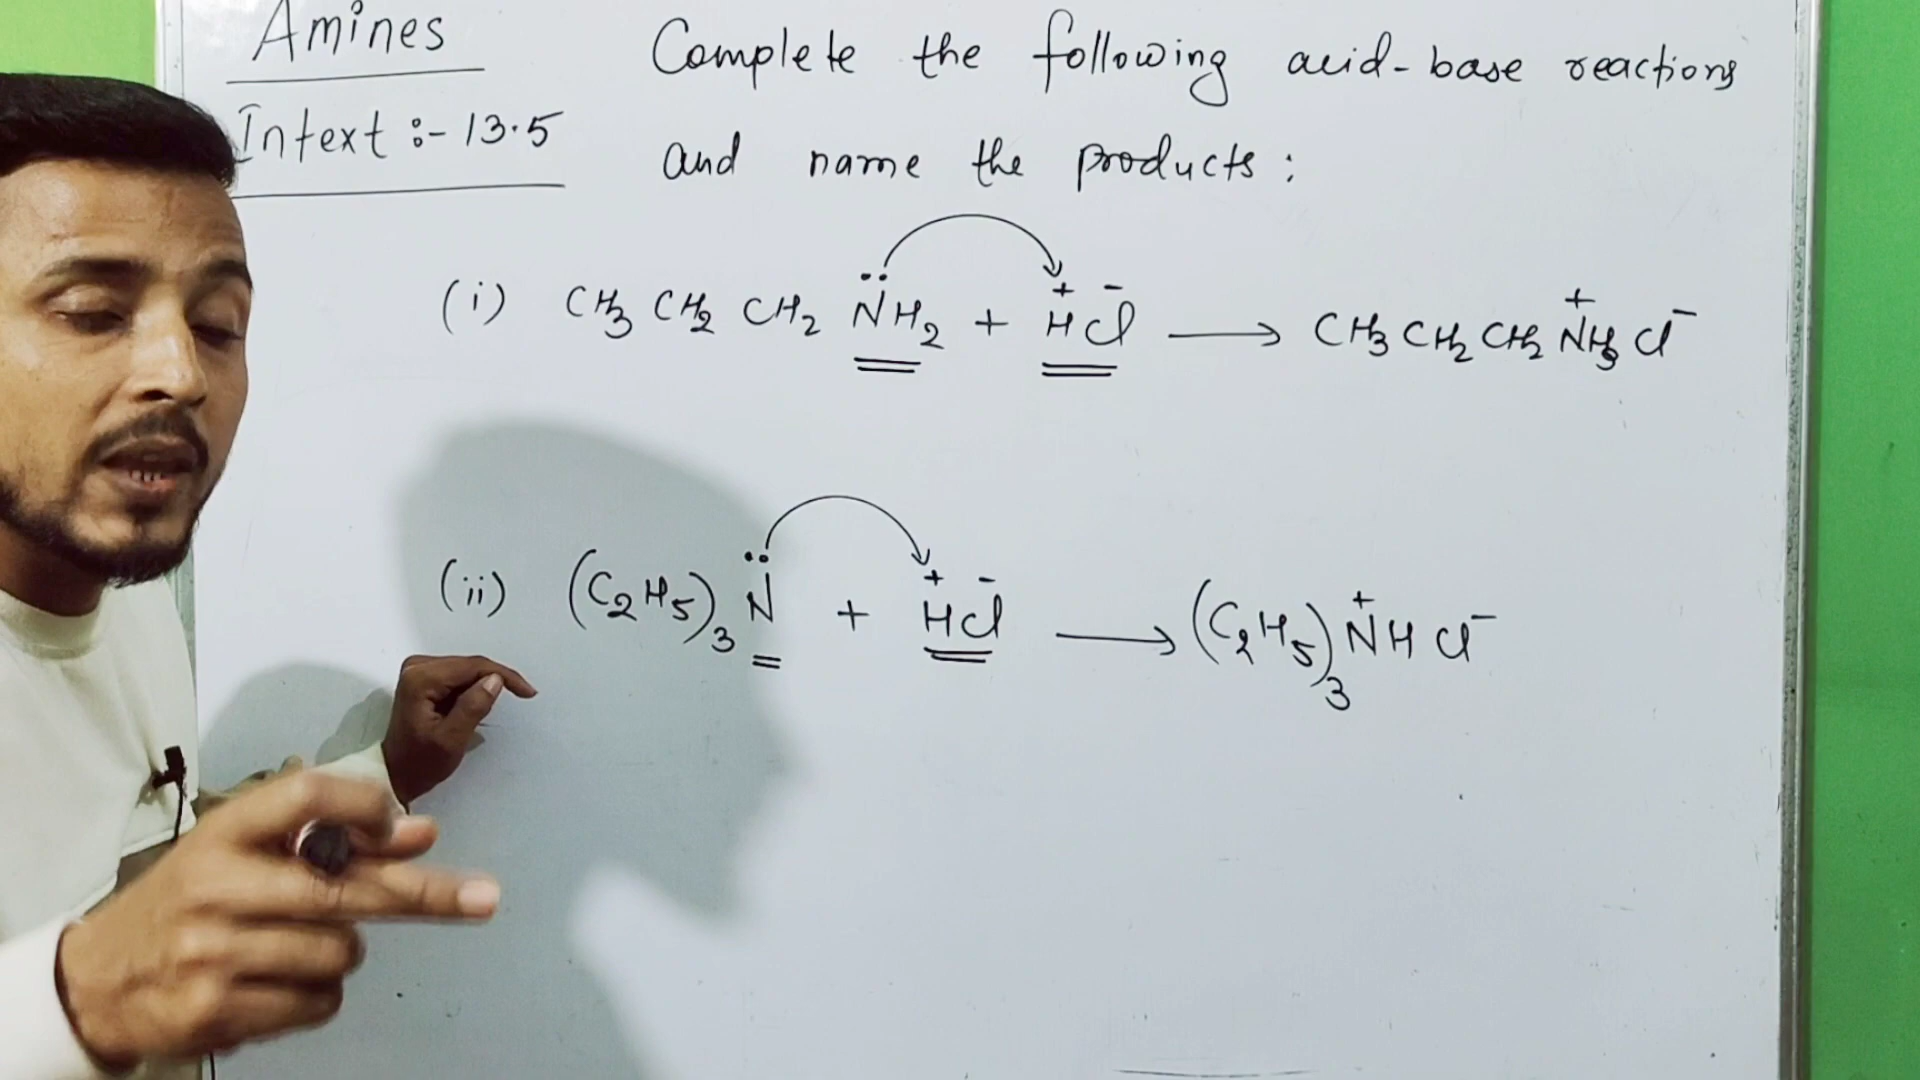 Amines
Intext :- 13.5
Complete the following acid-base reactions
and name the products :
(i) CH₃ CH₂ CH₂ N̈H₂ + H⁺Cl⁻ ⟶ CH₃ CH₂ CH₂ N⁺H₃ Cl⁻
(ii) (C₂H₅)₃ N̈ + H⁺Cl⁻ ⟶ (C₂H₅)₃ N⁺H Cl⁻